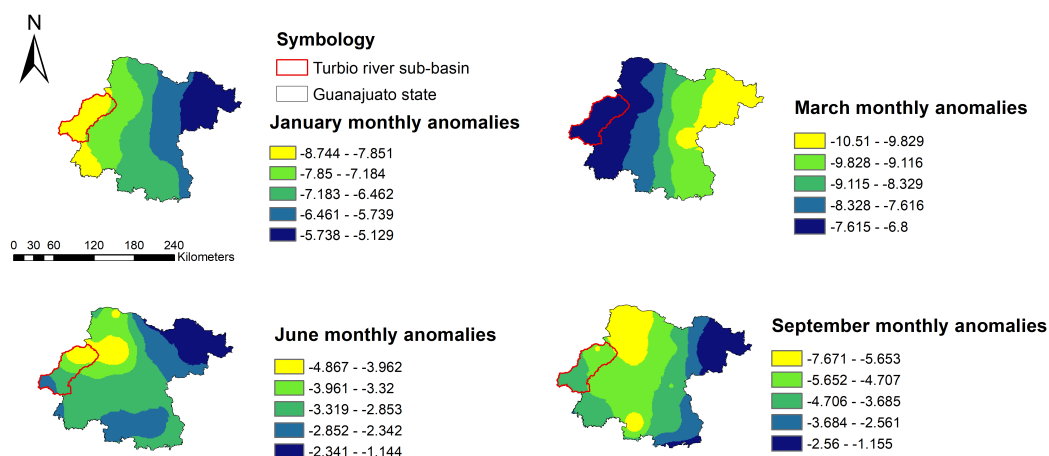 N
Symbology
Turbio river sub-basin
Guanajuato state
January monthly anomalies
-8.744 - -7.851
-7.85 - -7.184
-7.183 - -6.462
-6.461 - -5.739
-5.738 - -5.129
0 30 60 120 180 240
Kilometers
March monthly anomalies
-10.51 - -9.829
-9.828 - -9.116
-9.115 - -8.329
-8.328 - -7.616
-7.615 - -6.8
June monthly anomalies
-4.867 - -3.962
-3.961 - -3.32
-3.319 - -2.853
-2.852 - -2.342
-2.341 - -1.144
September monthly anomalies
-7.671 - -5.653
-5.652 - -4.707
-4.706 - -3.685
-3.684 - -2.561
-2.56 - -1.155